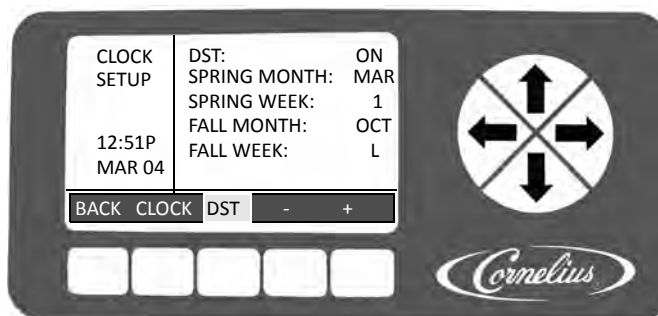 CLOCK
SETUP
12:51P
MAR 04
DST: ON
SPRING MONTH: MAR
SPRING WEEK: 1
FALL MONTH: OCT
FALL WEEK: L
BACK CLOCK DST - +
Cornelius